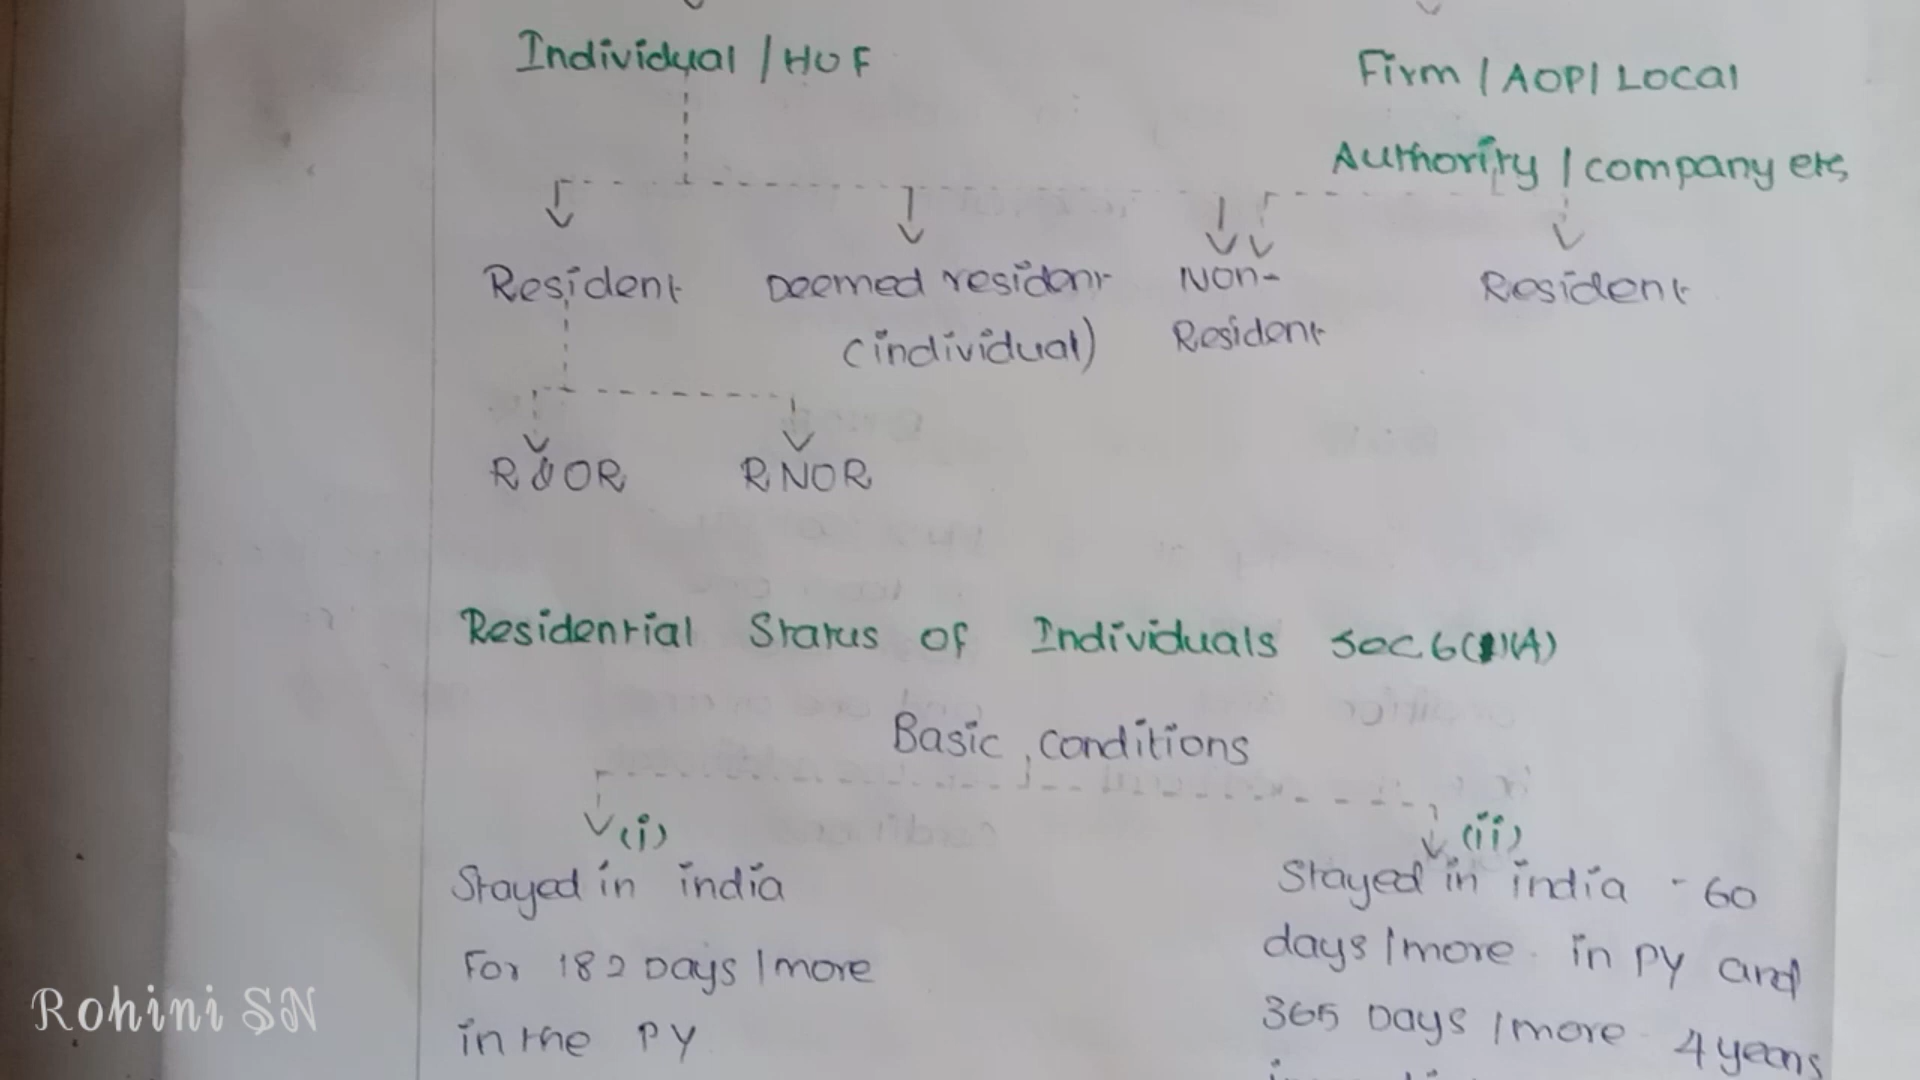 Individual / HUF
Firm / AOP / Local
Authority / company etc
Resident
Deemed resident
(individual)
Non-
Resident
Resident
R & OR
RNOR
Residential Status of Individuals Sec 6(1)(A)
Basic conditions
(i)
Stayed in india
For 182 Days / more
in the PY
(ii)
Stayed in india - 60
days / more in PY and
365 Days / more 4 years
Rohini SN